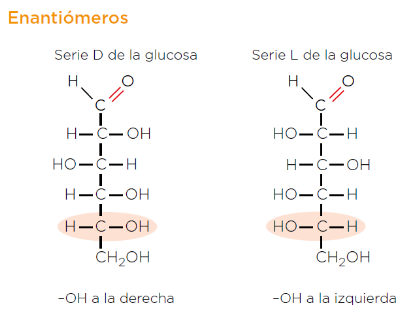 Enantiómeros
Serie D de la glucosa
Serie L de la glucosa
H O
C
H–C–OH
HO–C–H
H–C–OH
H–C–OH
CH₂OH
H O
C
HO–C–H
H–C–OH
HO–C–H
HO–C–H
CH₂OH
–OH a la derecha
–OH a la izquierda